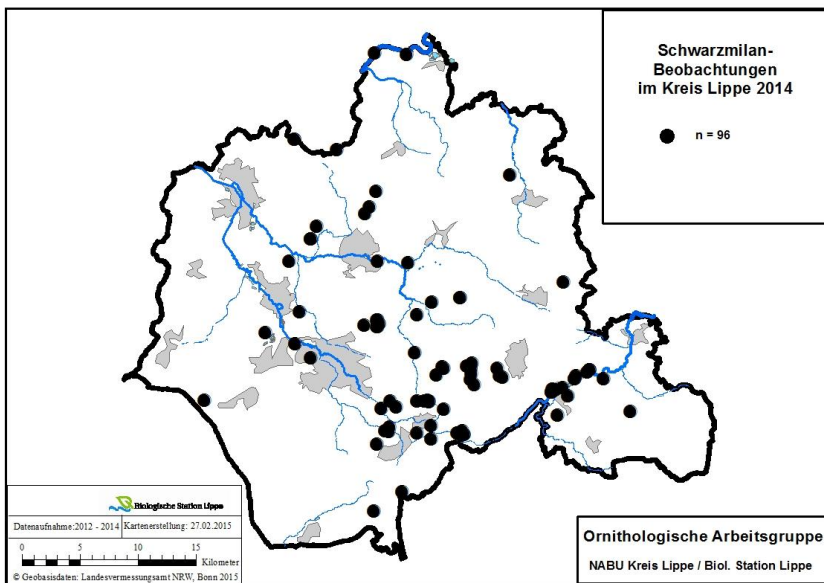 Schwarzmilan-
Beobachtungen
im Kreis Lippe 2014
n = 96
Biologische Station Lippe
Datenaufnahme:2012 - 2014 Kartenerstellung: 27.02.2015
0 5 10 15
Kilometer
© Geobasisdaten: Landesvermessungsamt NRW, Bonn 2015
Ornithologische Arbeitsgruppe
NABU Kreis Lippe / Biol. Station Lippe